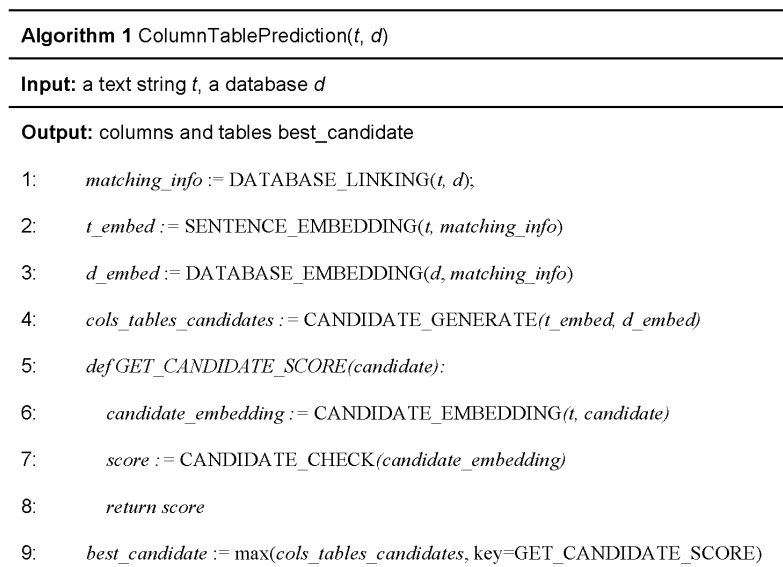 Algorithm 1 ColumnTablePrediction(t, d)
Input: a text string t, a database d
Output: columns and tables best_candidate
1: matching_info := DATABASE_LINKING(t, d);
2: t_embed := SENTENCE_EMBEDDING(t, matching_info)
3: d_embed := DATABASE_EMBEDDING(d, matching_info)
4: cols_tables_candidates := CANDIDATE_GENERATE(t_embed, d_embed)
5: def GET_CANDIDATE_SCORE(candidate):
6: candidate_embedding := CANDIDATE_EMBEDDING(t, candidate)
7: score := CANDIDATE_CHECK(candidate_embedding)
8: return score
9: best_candidate := max(cols_tables_candidates, key=GET_CANDIDATE_SCORE)